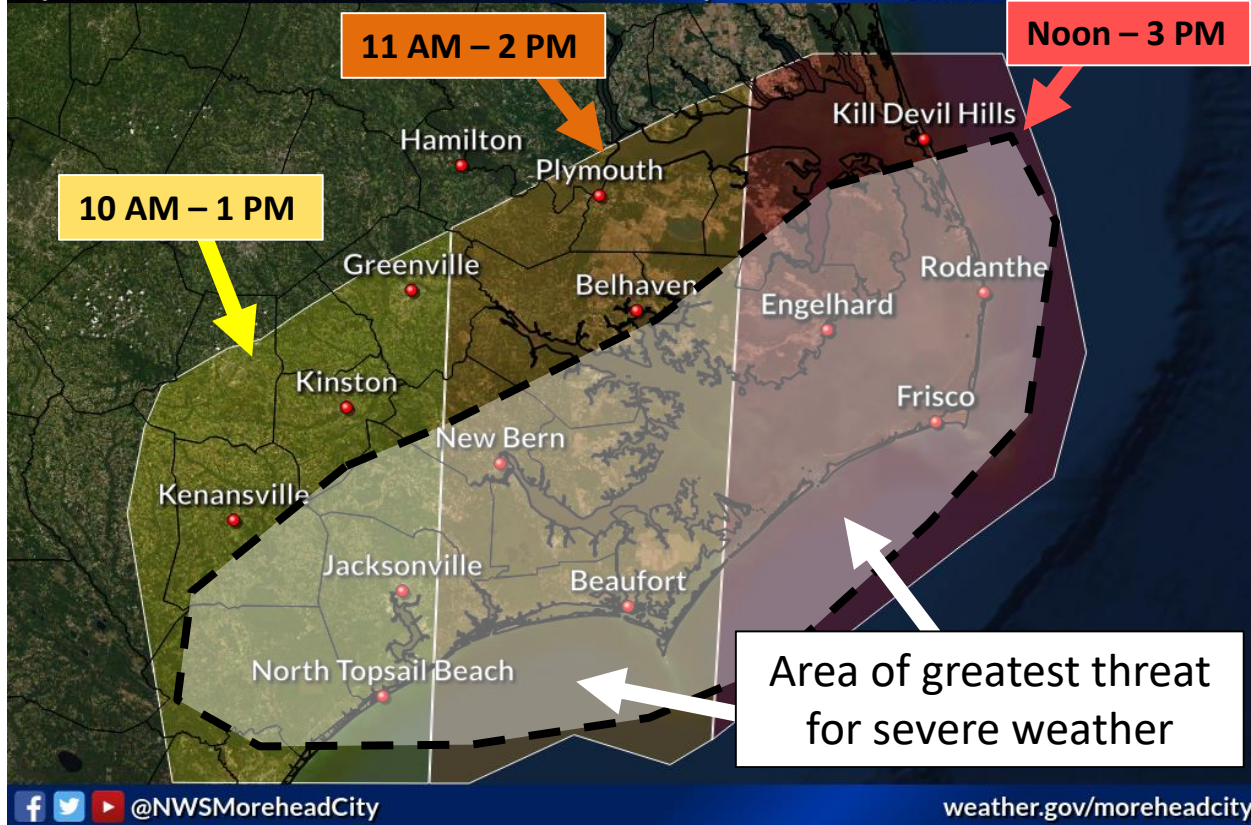 11 AM – 2 PM
Noon – 3 PM
Kill Devil Hills
Hamilton
Plymouth
10 AM – 1 PM
Greenville
Belhaven
Rodanthe
Engelhard
Kinston
Frisco
New Bern
Kenansville
Jacksonville
Beaufort
North Topsail Beach
Area of greatest threat
for severe weather
@NWSMoreheadCity
weather.gov/moreheadcity